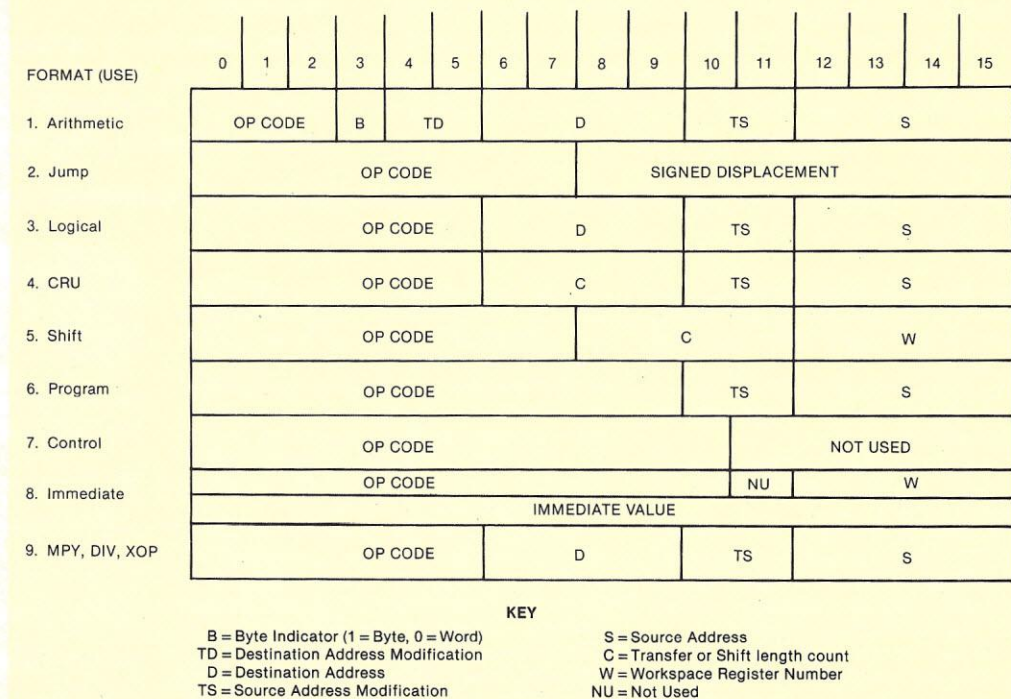 FORMAT (USE) 0 1 2 3 4 5 6 7 8 9 10 11 12 13 14 15
1. Arithmetic OP CODE B TD D TS S
2. Jump OP CODE SIGNED DISPLACEMENT
3. Logical OP CODE D TS S
4. CRU OP CODE C TS S
5. Shift OP CODE C W
6. Program OP CODE TS S
7. Control OP CODE NOT USED
8. Immediate OP CODE NU W
IMMEDIATE VALUE
9. MPY, DIV, XOP OP CODE D TS S
KEY
B = Byte Indicator (1 = Byte, 0 = Word)
TD = Destination Address Modification
D = Destination Address
TS = Source Address Modification
S = Source Address
C = Transfer or Shift length count
W = Workspace Register Number
NU = Not Used